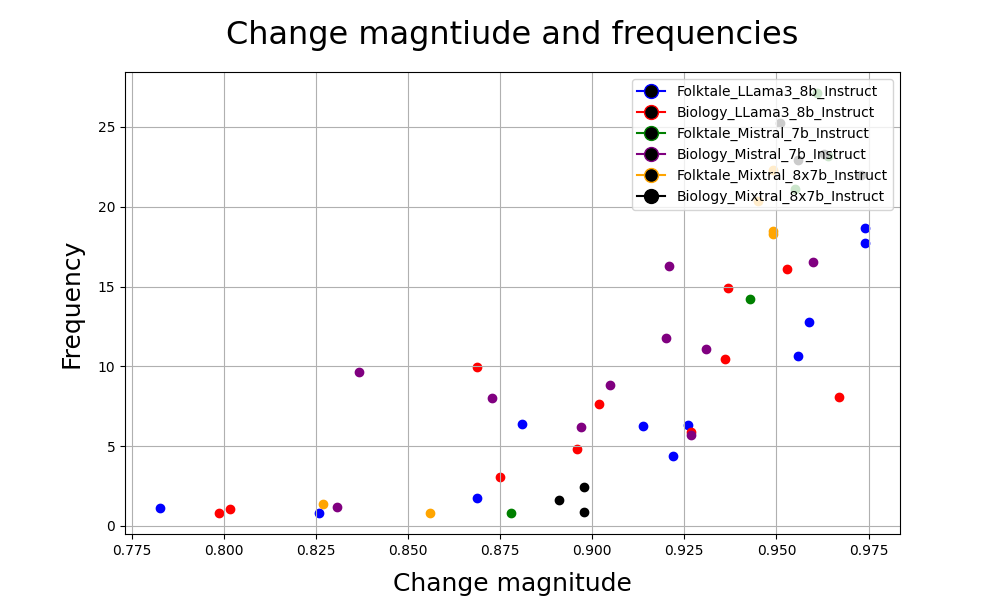 Change magntiude and frequencies
Folktale_LLama3_8b_Instruct
Biology_LLama3_8b_Instruct
Folktale_Mistral_7b_Instruct
Biology_Mistral_7b_Instruct
Folktale_Mixtral_8x7b_Instruct
Biology_Mixtral_8x7b_Instruct
25
20
15
10
5
0
Frequency
0.775 0.800 0.825 0.850 0.875 0.900 0.925 0.950 0.975
Change magnitude